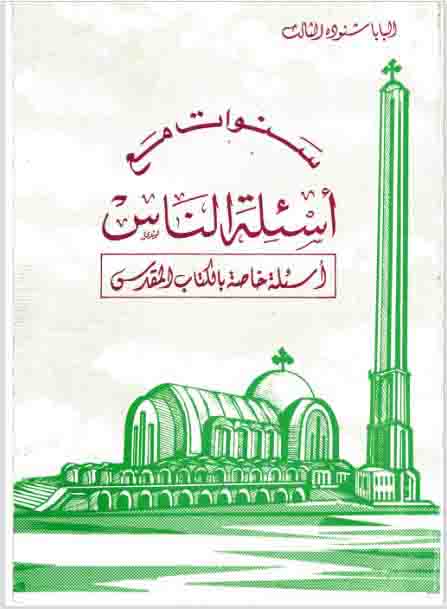 البابا شنوده الثالث
سنوات مع
أسئلة الناس
أسئلة خاصة بالكتاب المقدس